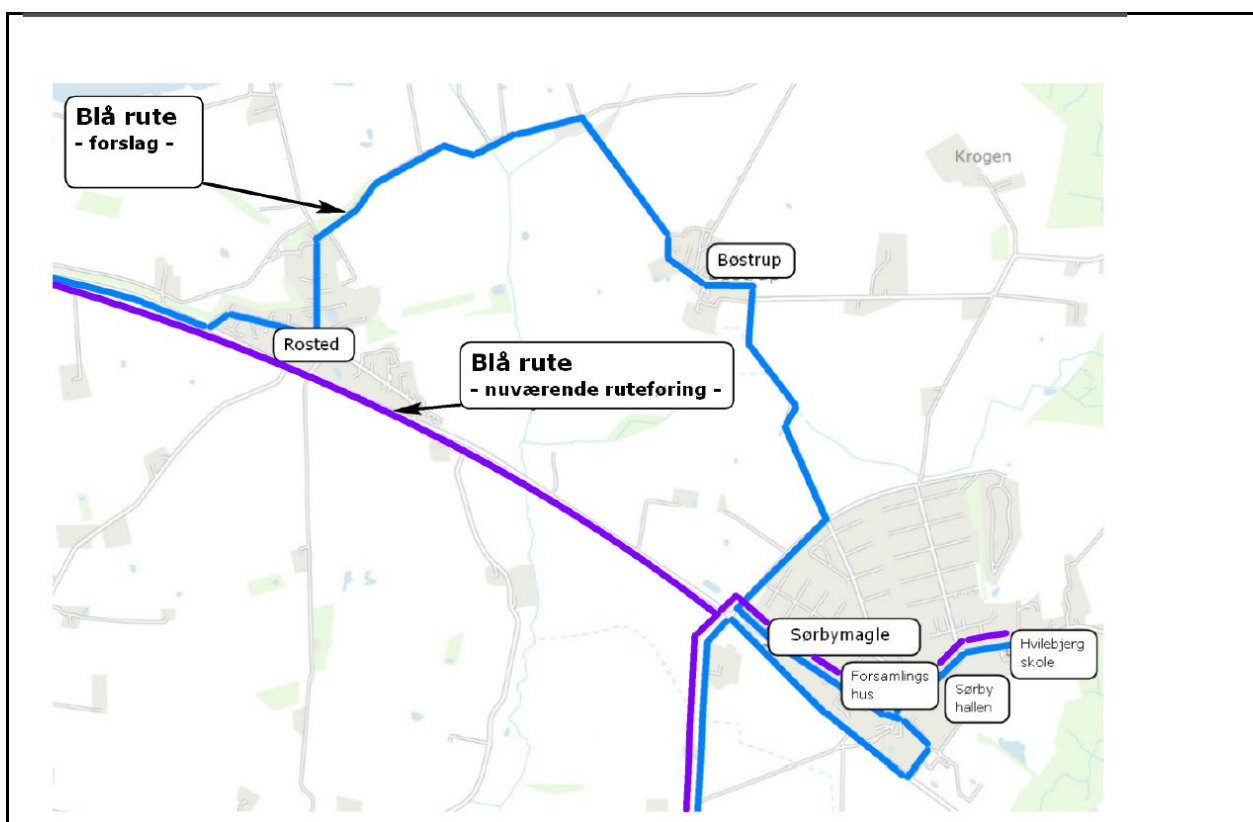 Blå rute
- forslag -
Krogen
Bøstrup
Rosted
Blå rute
- nuværende ruteføring -
Sørbymagle
Hvilebjerg
skole
Forsamlings
hus
Sørby
hallen